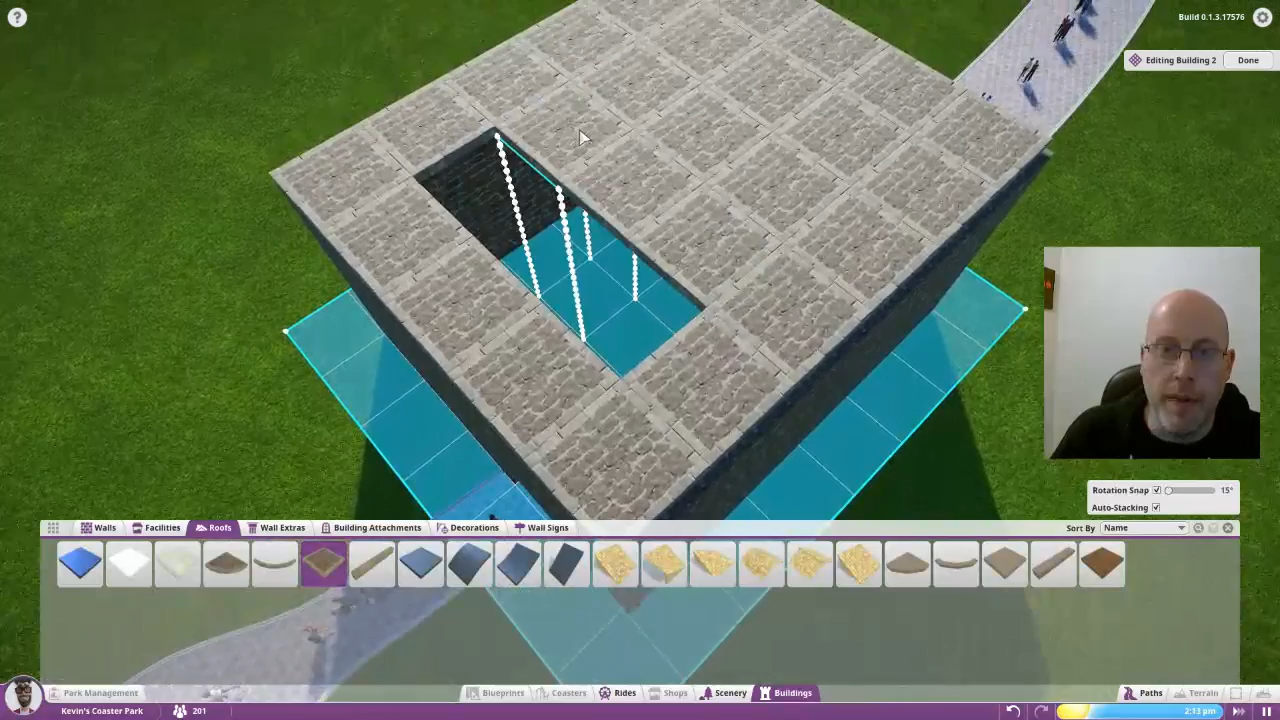 ?
Build 0.1.3.17576
Editing Building 2 Done
Rotation Snap 15°
Auto-Stacking
Walls Facilities Roofs Wall Extras Building Attachments Decorations Wall Signs Sort By Name
Park Management Blueprints Coasters Rides Shops Scenery Buildings Paths Terrain
Kevin's Coaster Park 201 2:13 pm